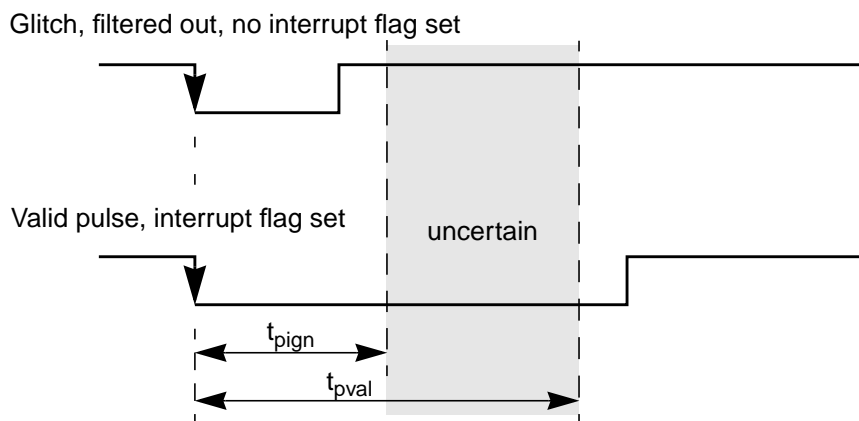 Glitch, filtered out, no interrupt flag set
Valid pulse, interrupt flag set
uncertain
tpign
tpval